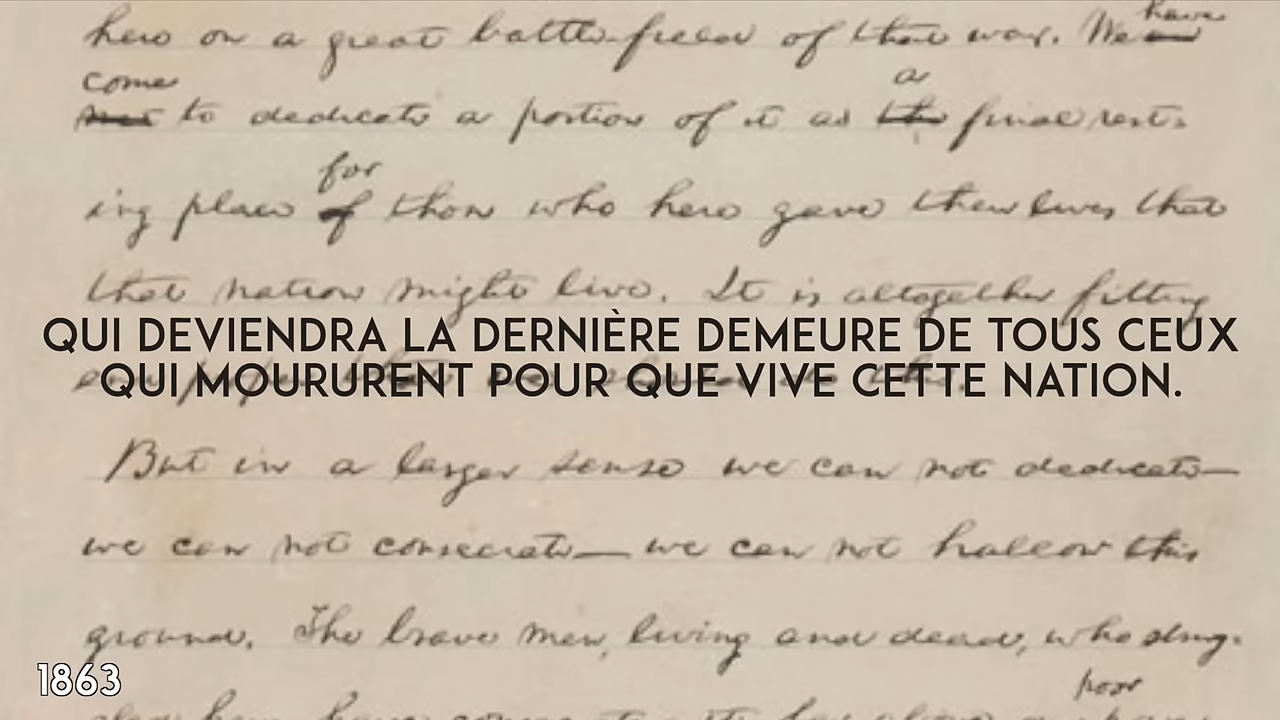 have
here on a great battle-field of that war. We
come a
to dedicate a portion of it as the final rest-
for
ing place of those who here gave their lives that
that nation might live. It is altogether fitting
QUI DEVIENDRA LA DERNIÈRE DEMEURE DE TOUS CEUX
QUI MOURURENT POUR QUE VIVE CETTE NATION.
But in a larger sense we can not dedicate—
we can not consecrate— we can not hallow this
ground. The brave men, living and dead, who strug-
poor
1863